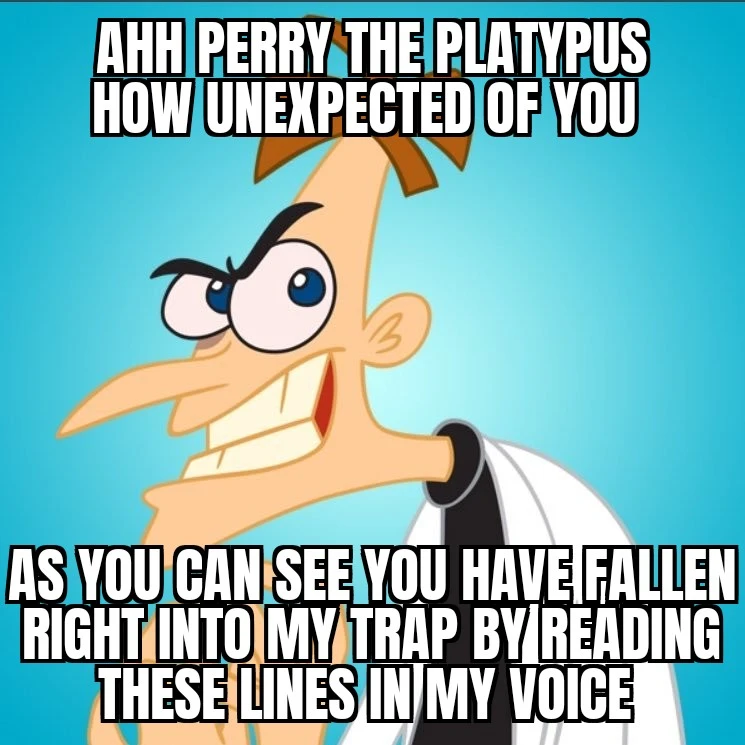 AHH PERRY THE PLATYPUS
HOW UNEXPECTED OF YOU
AS YOU CAN SEE YOU HAVE FALLEN
RIGHT INTO MY TRAP BY READING
THESE LINES IN MY VOICE